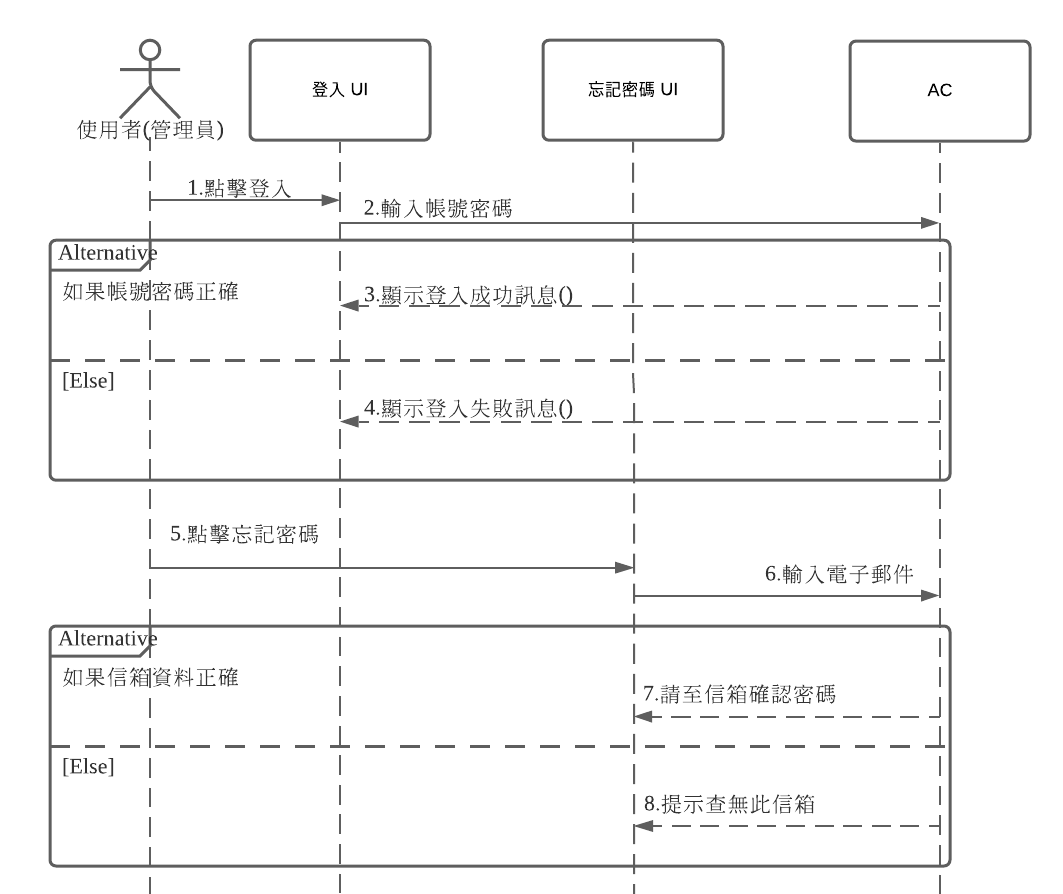 使用者(管理員)
登入 UI
忘記密碼 UI
AC
1.點擊登入
2.輸入帳號密碼
Alternative
如果帳號密碼正確
3.顯示登入成功訊息()
[Else]
4.顯示登入失敗訊息()
5.點擊忘記密碼
6.輸入電子郵件
Alternative
如果信箱資料正確
7.請至信箱確認密碼
[Else]
8.提示查無此信箱